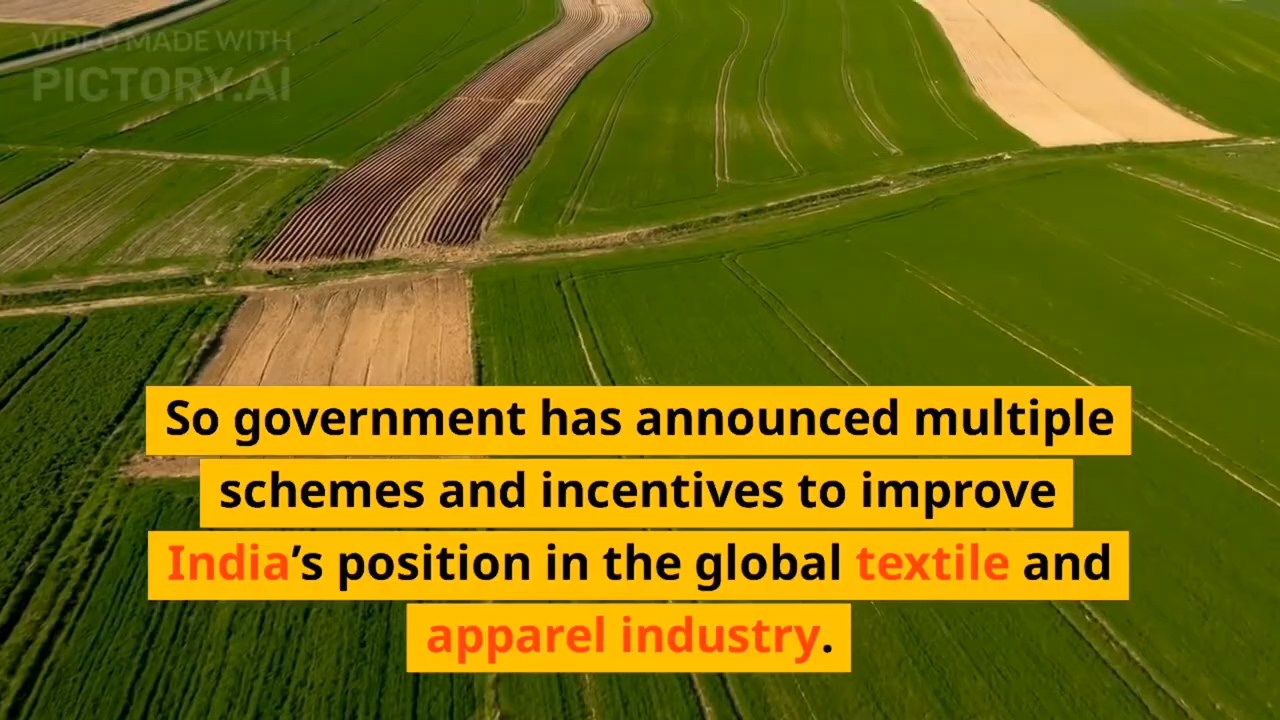 VIDEO MADE WITH
PICTORY.AI
So government has announced multiple
schemes and incentives to improve
India’s position in the global textile and
apparel industry.